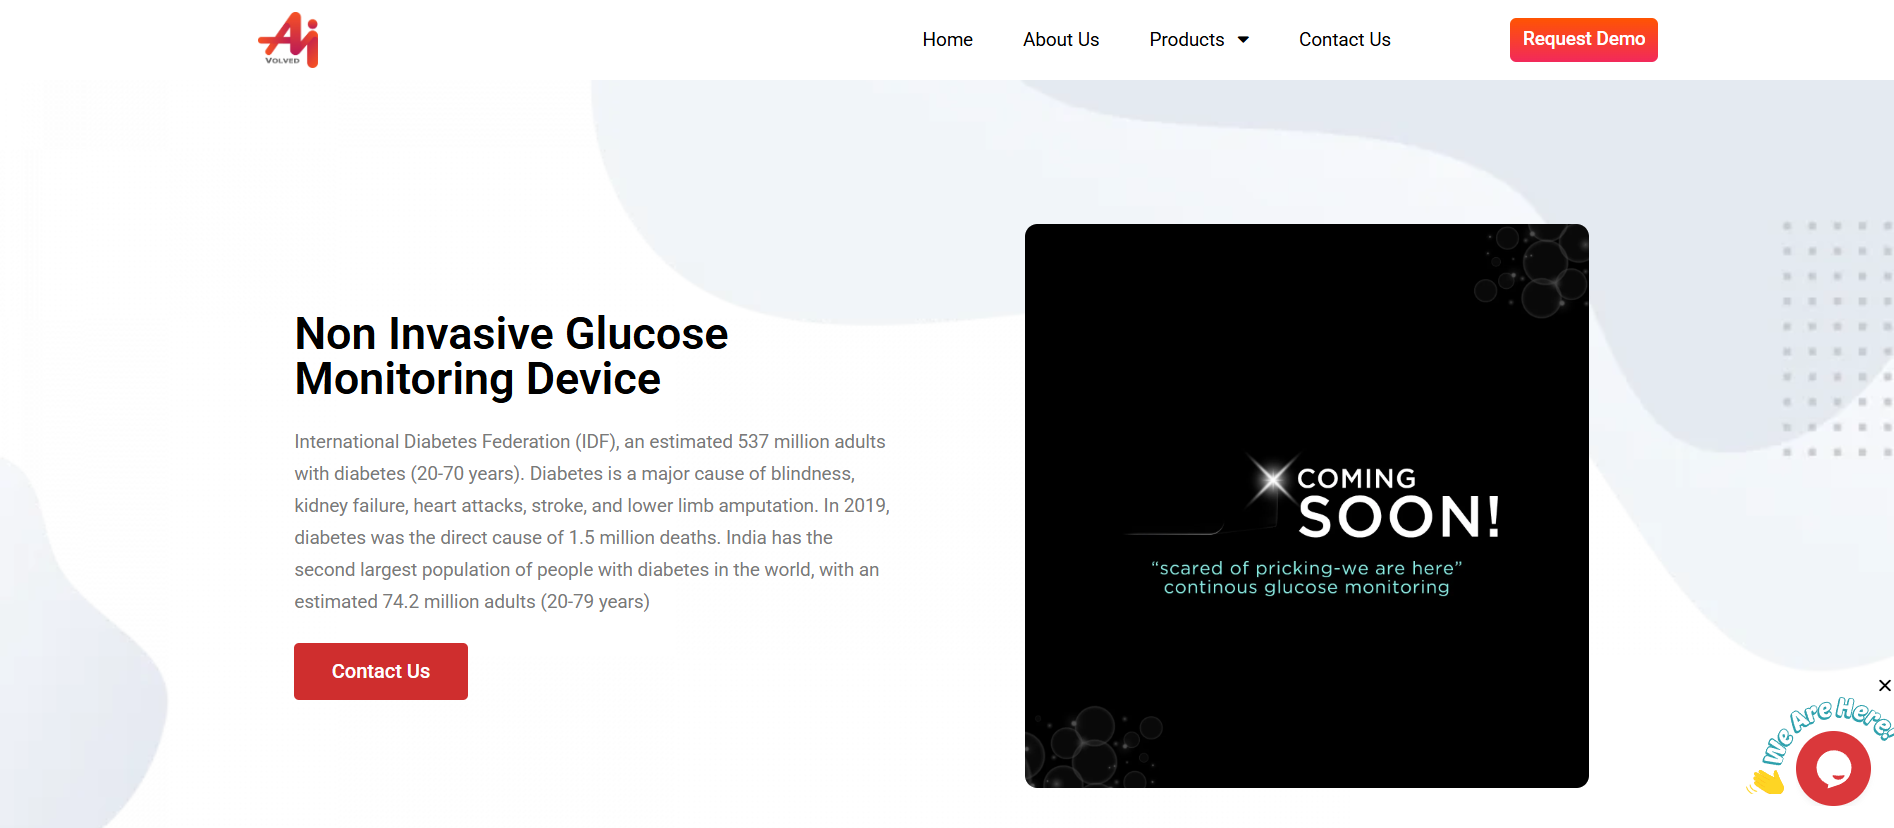 Ai
VOLVED
Home
About Us
Products
Contact Us
Request Demo
Non Invasive Glucose
Monitoring Device
International Diabetes Federation (IDF), an estimated 537 million adults
with diabetes (20-70 years). Diabetes is a major cause of blindness,
kidney failure, heart attacks, stroke, and lower limb amputation. In 2019,
diabetes was the direct cause of 1.5 million deaths. India has the
second largest population of people with diabetes in the world, with an
estimated 74.2 million adults (20-79 years)
Contact Us
COMING
SOON!
“scared of pricking-we are here”
continous glucose monitoring
We Are Here!